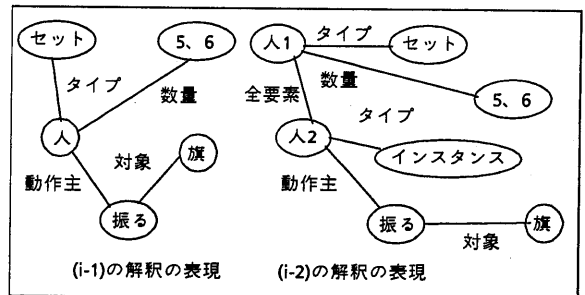 セット
5、6
タイプ
数量
人
対象
旗
動作主
振る
(i-1)の解釈の表現
人1
タイプ
セット
数量
全要素
5、6
タイプ
人2
インスタンス
動作主
振る
旗
対象
(i-2)の解釈の表現